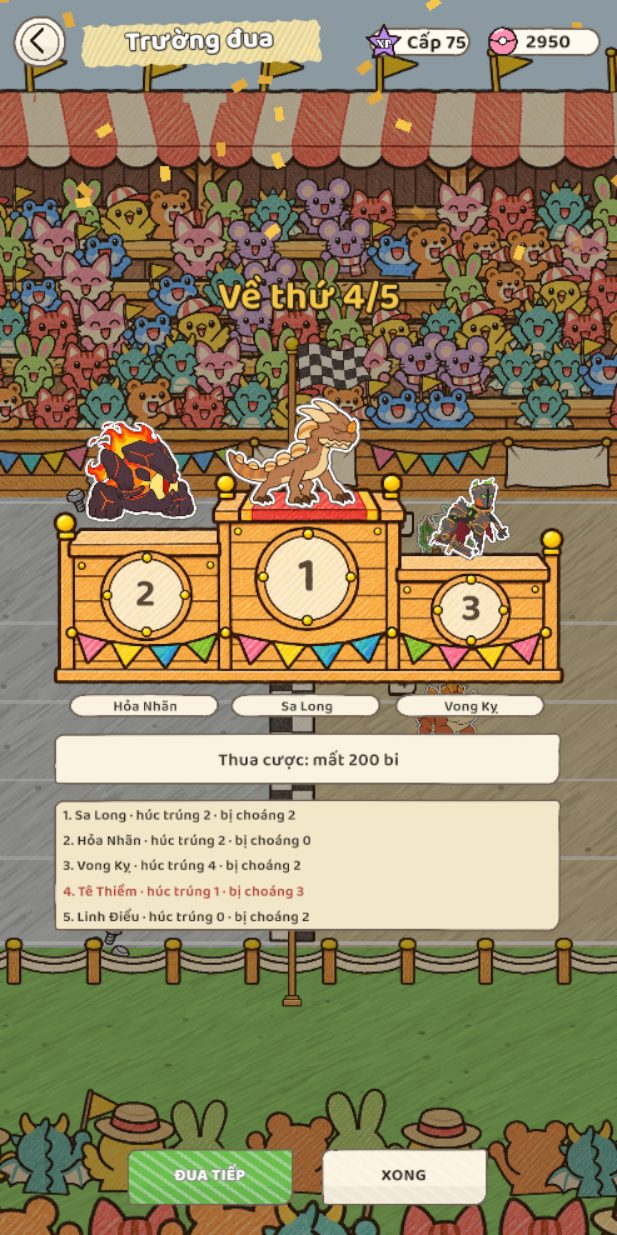 Trường đua
XP
Cấp 75
2950
Về thứ 4/5
2
1
3
Hỏa Nhãn
Sa Long
Vong Kỵ
Thua cược: mất 200 bi
1. Sa Long · húc trúng 2 · bị choáng 2
2. Hỏa Nhãn · húc trúng 2 · bị choáng 0
3. Vong Kỵ · húc trúng 4 · bị choáng 2
4. Tê Thiềm · húc trúng 1 · bị choáng 3
5. Linh Điểu · húc trúng 0 · bị choáng 2
ĐUA TIẾP
XONG